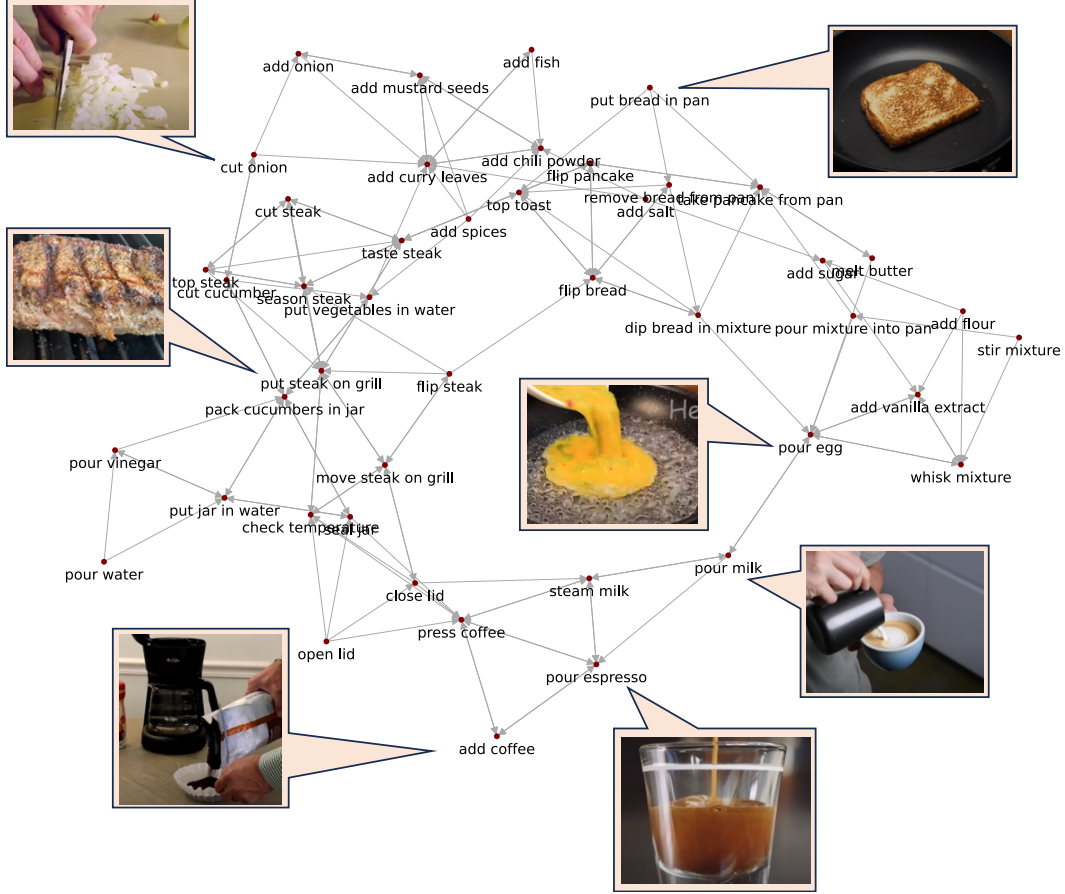 add onion
add fish
add mustard seeds
put bread in pan
cut onion
add chili powder
add curry leaves
flip pancake
remove bread from pan
take pancake from pan
top toast
add salt
cut steak
add spices
taste steak
top steak
cut cucumber
season steak
put vegetables in water
add sugar
melt butter
flip bread
dip bread in mixture
pour mixture into pan
add flour
stir mixture
put steak on grill
flip steak
pack cucumbers in jar
add vanilla extract
He
pour egg
pour vinegar
move steak on grill
whisk mixture
put jar in water
check temperature
seal jar
pour water
pour milk
close lid
steam milk
press coffee
open lid
pour espresso
add coffee